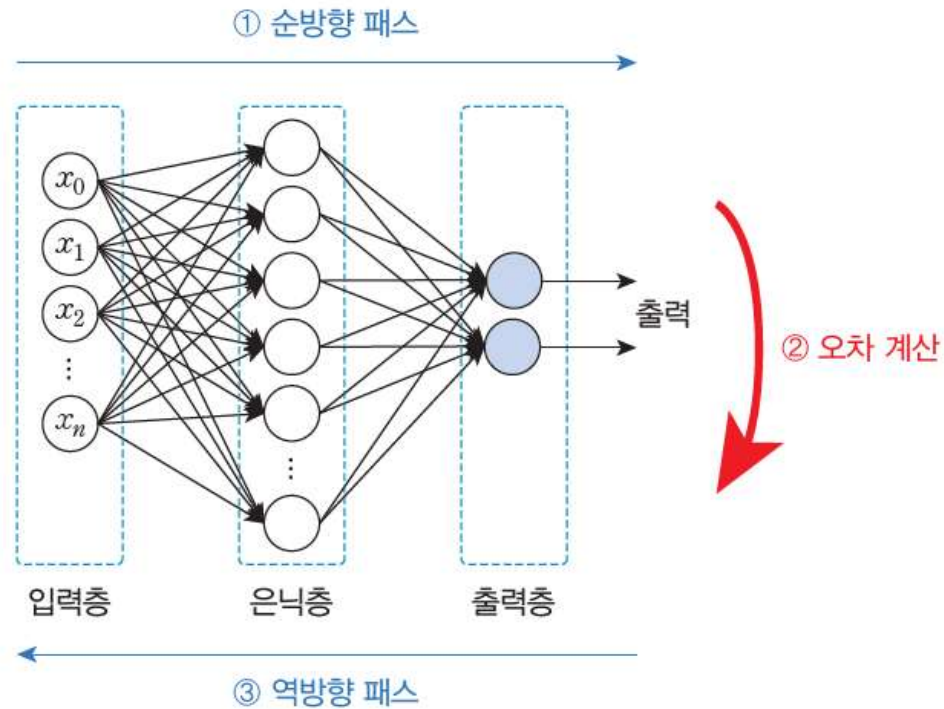 ① 순방향 패스
x₀
x₁
x₂
⋮
xₙ
⋮
출력
② 오차 계산
입력층
은닉층
출력층
③ 역방향 패스